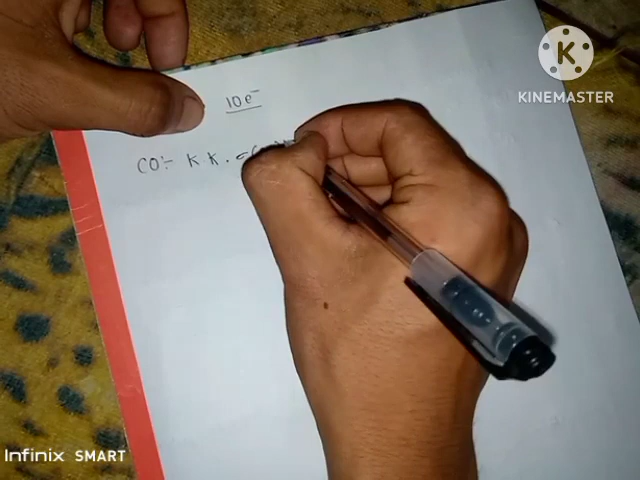 10e⁻
CO:- K K . σ(
KINEMASTER
Infinix SMART